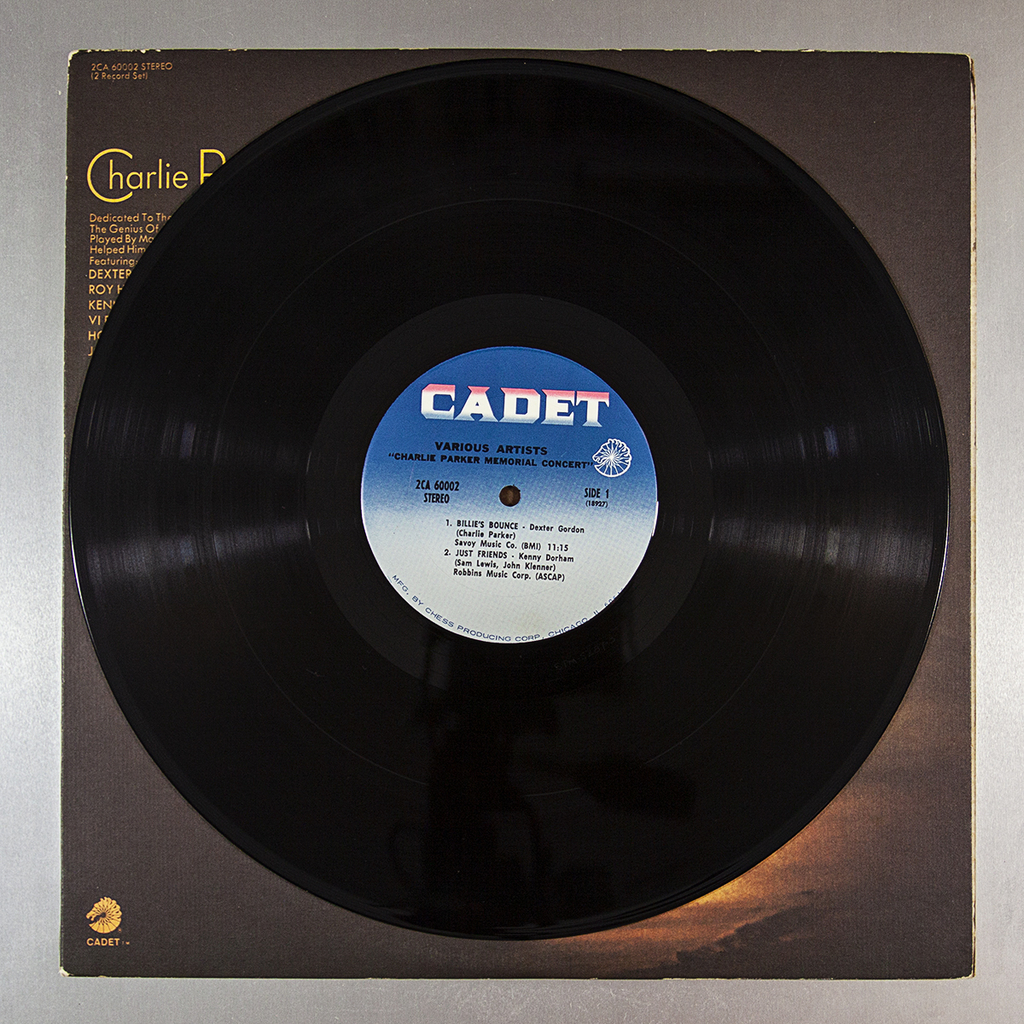 2CA 60002 STEREO
(2 Record Set)
Charlie
Dedicated To The
The Genius Of
Played By
Helped Him
Featuring
DEXTER
ROY
CADET
VARIOUS ARTISTS
"CHARLIE PARKER MEMORIAL CONCERT"
2CA 60002
STEREO
SIDE 1
(18927)
1. BILLIE'S BOUNCE - Dexter Gordon
(Charlie Parker)
Savoy Music Co. (BMI) 11:15
2. JUST FRIENDS - Kenny Dorham
(Sam Lewis, John Klenner)
Robbins Music Corp. (ASCAP)
MFG. BY CHESS PRODUCING CORP. CHICAGO, IL
CADET